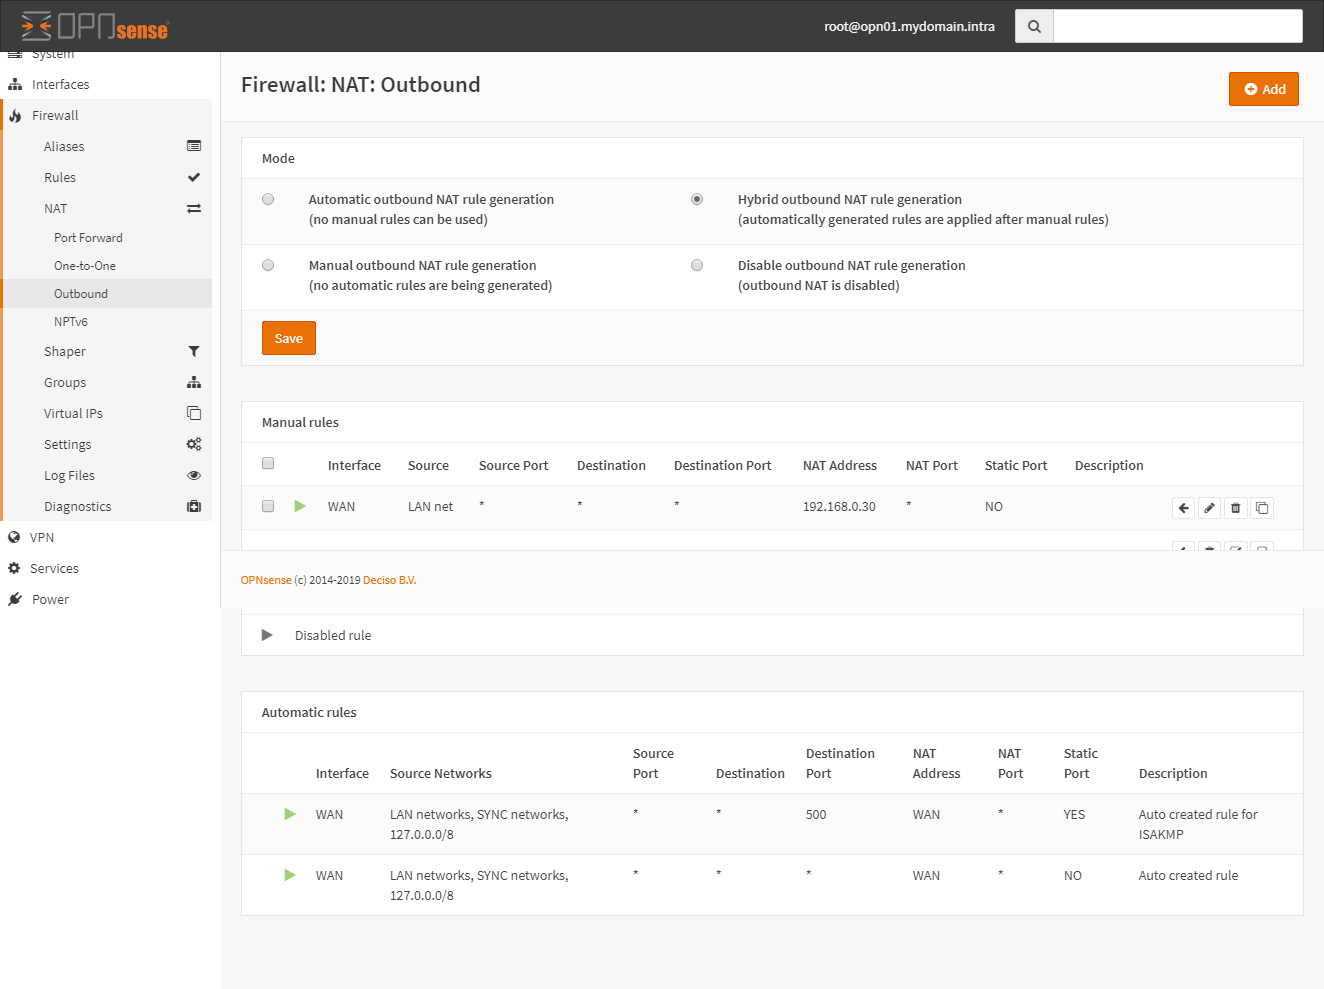 OPNsense
root@opn01.mydomain.intra
System
Interfaces
Firewall
Aliases
Rules
NAT
Port Forward
One-to-One
Outbound
NPTv6
Shaper
Groups
Virtual IPs
Settings
Log Files
Diagnostics
VPN
Services
Power
Firewall: NAT: Outbound
Add
Mode
Automatic outbound NAT rule generation
(no manual rules can be used)
Hybrid outbound NAT rule generation
(automatically generated rules are applied after manual rules)
Manual outbound NAT rule generation
(no automatic rules are being generated)
Disable outbound NAT rule generation
(outbound NAT is disabled)
Save
Manual rules
Interface Source Source Port Destination Destination Port NAT Address NAT Port Static Port Description
WAN LAN net * * * 192.168.0.30 * NO
OPNsense (c) 2014-2019 Deciso B.V.
Disabled rule
Automatic rules
Interface Source Networks Source Port Destination Destination Port NAT Address NAT Port Static Port Description
WAN LAN networks, SYNC networks, 127.0.0.0/8 * * 500 WAN * YES Auto created rule for ISAKMP
WAN LAN networks, SYNC networks, 127.0.0.0/8 * * * WAN * NO Auto created rule